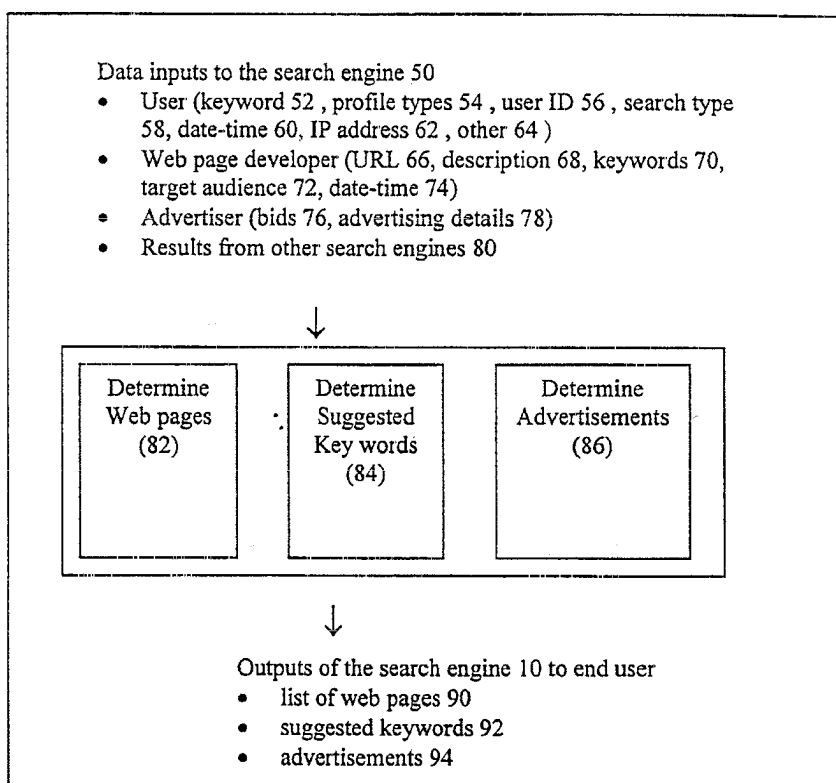 Data inputs to the search engine 50
• User (keyword 52 , profile types 54 , user ID 56 , search type
58, date-time 60, IP address 62 , other 64 )
• Web page developer (URL 66, description 68, keywords 70,
target audience 72, date-time 74)
• Advertiser (bids 76, advertising details 78)
• Results from other search engines 80
↓
Determine
Web pages
(82)
Determine
Suggested
Key words
(84)
Determine
Advertisements
(86)
↓
Outputs of the search engine 10 to end user
• list of web pages 90
• suggested keywords 92
• advertisements 94